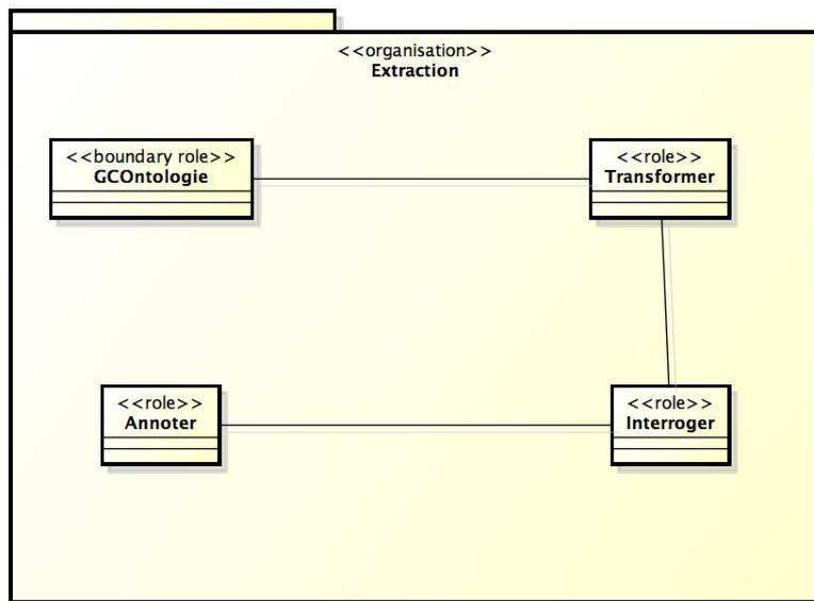 <<organisation>>
Extraction
<<boundary role>>
GCOntologie
<<role>>
Transformer
<<role>>
Annoter
<<role>>
Interroger